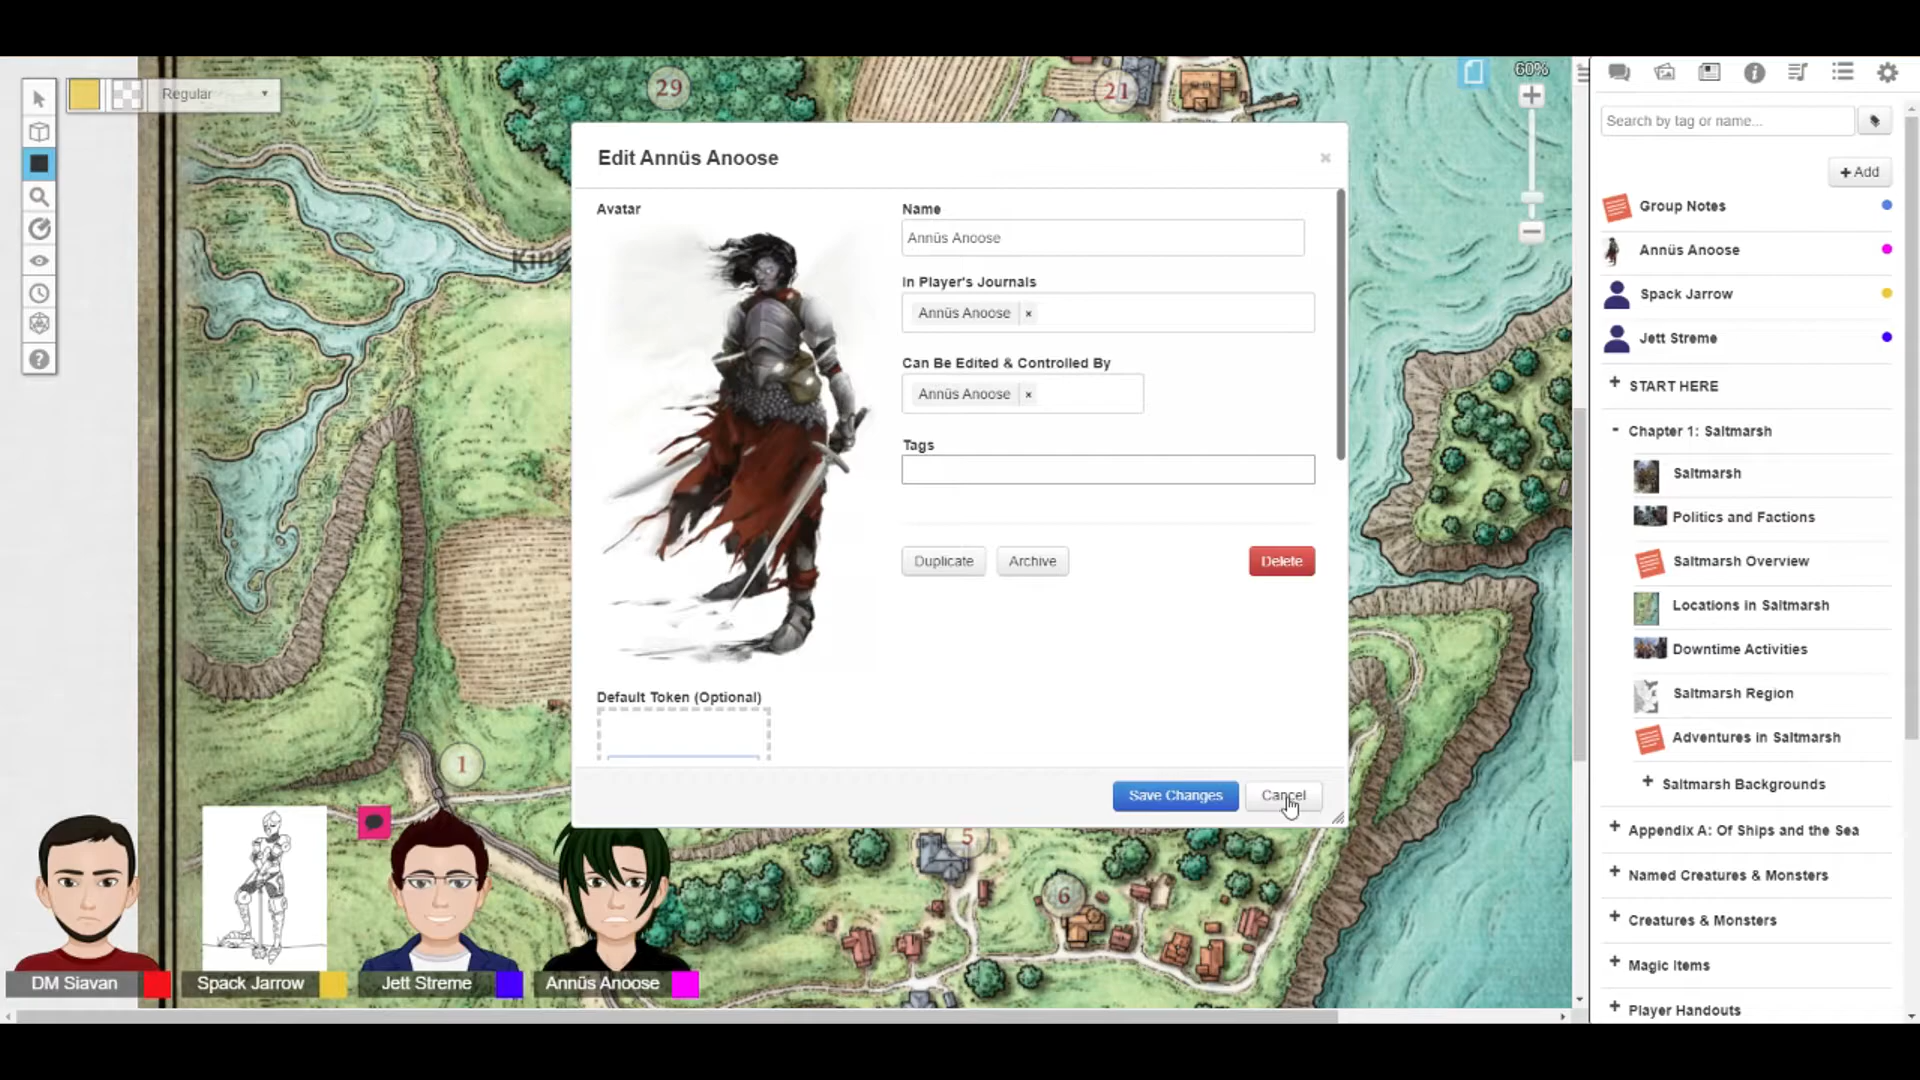 Regular
29
21
60%
King
1
5
6
Edit Annüs Anoose
×
Avatar
Name
Annüs Anoose
In Player's Journals
Annüs Anoose ×
Can Be Edited & Controlled By
Annüs Anoose ×
Tags
Duplicate
Archive
Delete
Default Token (Optional)
Save Changes
Cancel
DM Siavan
Spack Jarrow
Jett Streme
Annüs Anoose
Search by tag or name...
+ Add
Group Notes
Annüs Anoose
Spack Jarrow
Jett Streme
+ START HERE
- Chapter 1: Saltmarsh
Saltmarsh
Politics and Factions
Saltmarsh Overview
Locations in Saltmarsh
Downtime Activities
Saltmarsh Region
Adventures in Saltmarsh
+ Saltmarsh Backgrounds
+ Appendix A: Of Ships and the Sea
+ Named Creatures & Monsters
+ Creatures & Monsters
+ Magic Items
+ Player Handouts